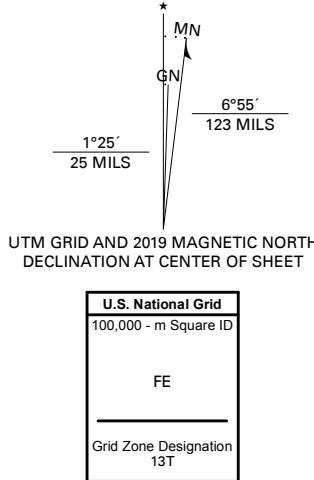 ★
MN
GN
6°55´
123 MILS
1°25´
25 MILS
UTM GRID AND 2019 MAGNETIC NORTH
DECLINATION AT CENTER OF SHEET
U.S. National Grid
100,000 - m Square ID
FE
Grid Zone Designation
13T